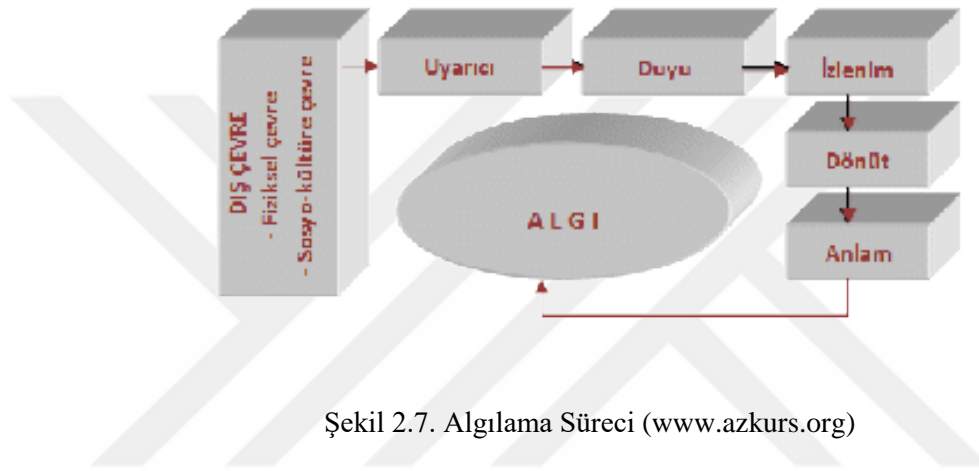 DIŞ ÇEVRE
- Fiziksel çevre
- Sosyo-kültüre çevre
Uyarıcı
Duyu
İzlenim
Dönüt
Anlam
ALGI
Şekil 2.7. Algılama Süreci (www.azkurs.org)